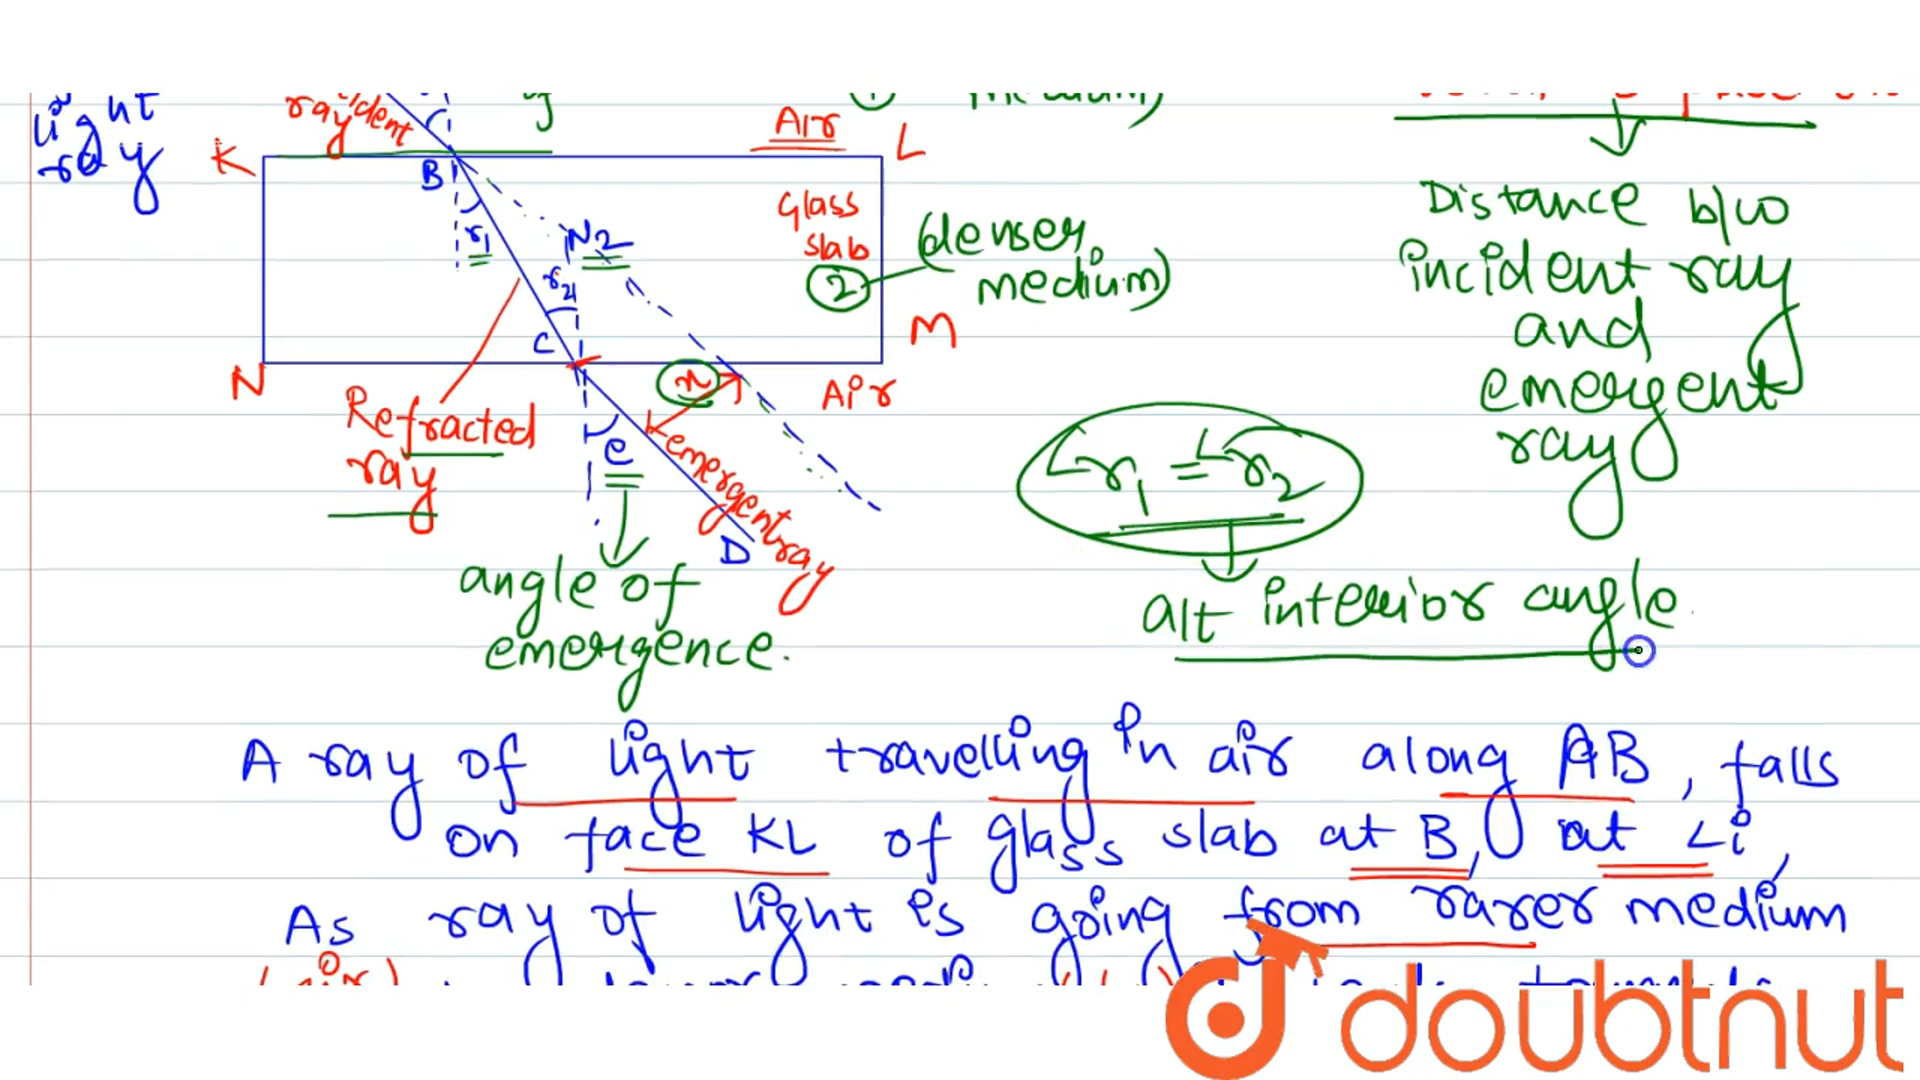 light
ray
incident
ray
i
Air
K
L
B
Glass
slab
2
(denser
medium)
r1
N2
r2
C
M
N
x
Air
Refracted
ray
e
emergent ray
D
angle of
emergence.
Distance b/w
incident ray
and
emergent
ray
∠r1 = ∠r2
alt interior angle
A ray of light travelling in air along AB, falls
on face KL of glass slab at B, at ∠i,
As ray of light is going from rarer medium
(air)
doubtnut